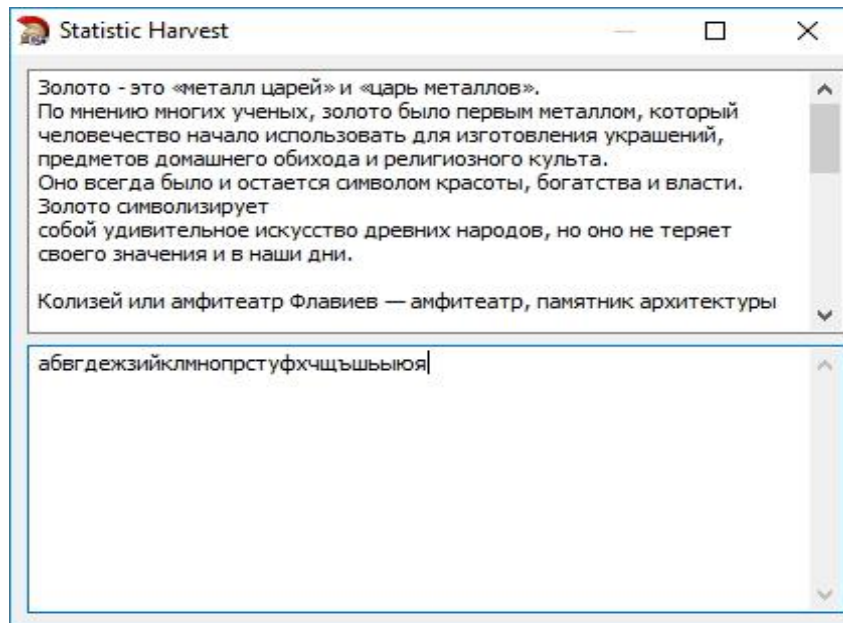 Statistic Harvest
Золото - это «металл царей» и «царь металлов».
По мнению многих ученых, золото было первым металлом, который
человечество начало использовать для изготовления украшений,
предметов домашнего обихода и религиозного культа.
Оно всегда было и остается символом красоты, богатства и власти.
Золото символизирует
собой удивительное искусство древних народов, но оно не теряет
своего значения и в наши дни.
Колизей или амфитеатр Флавиев — амфитеатр, памятник архитектуры
абвгдежзийклмнопрстуфхчщъшьыюя